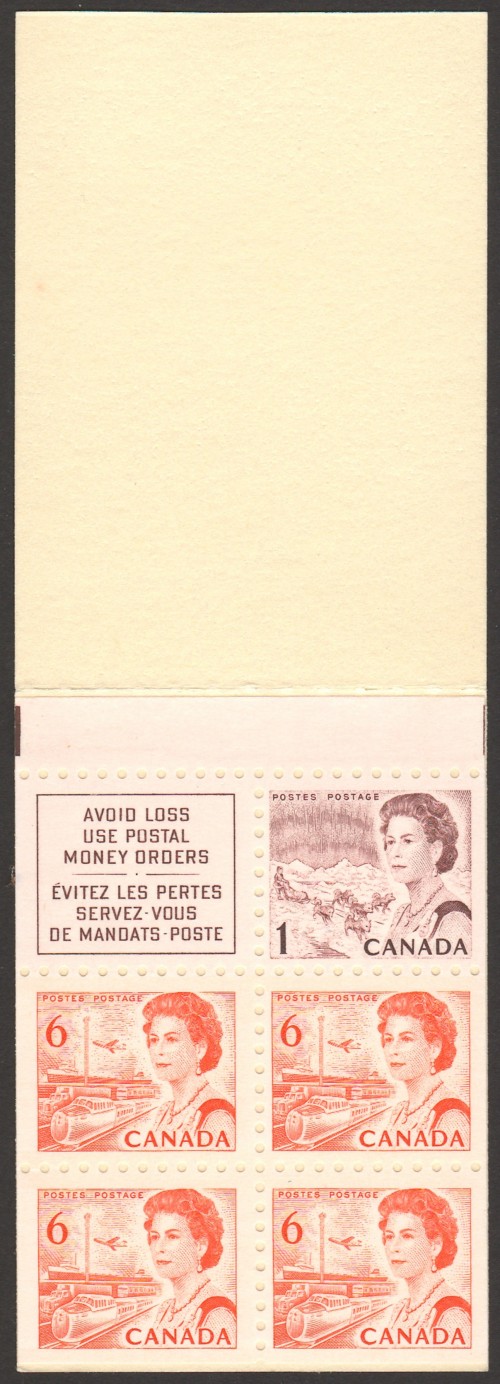 AVOID LOSS
USE POSTAL
MONEY ORDERS
ÉVITEZ LES PERTES
SERVEZ-VOUS
DE MANDATS-POSTE
POSTES POSTAGE
1
CANADA
POSTES POSTAGE
6
CANADA
POSTES POSTAGE
6
CANADA
POSTES POSTAGE
6
CANADA
POSTES POSTAGE
6
CANADA